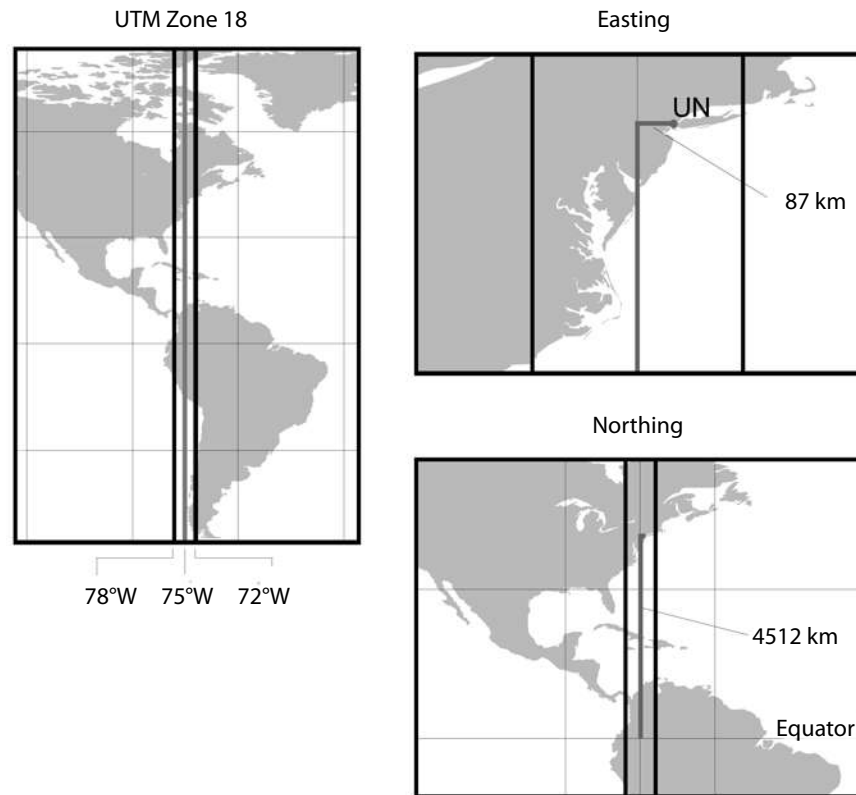 UTM Zone 18
78°W 75°W 72°W
Easting
UN
87 km
Northing
4512 km
Equator